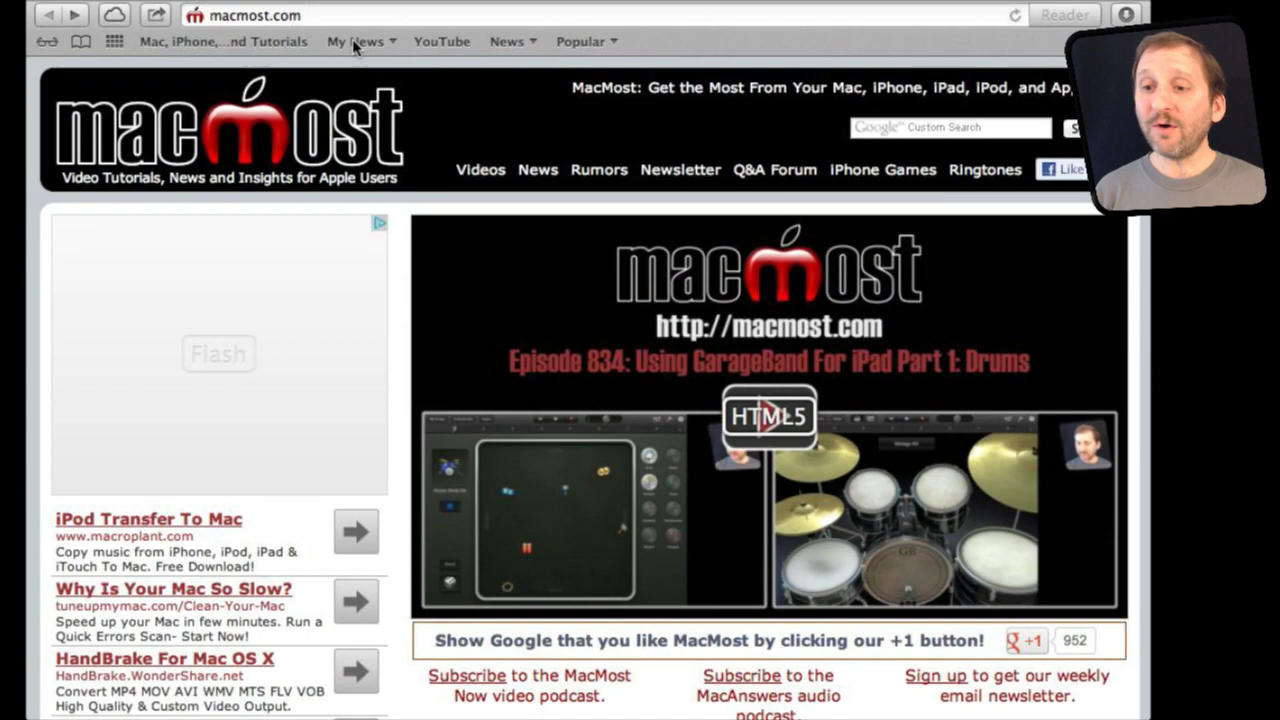 macmost.com
Reader
Mac, iPhone,...nd Tutorials
My News
YouTube
News
Popular
macmost
Video Tutorials, News and Insights for Apple Users
MacMost: Get the Most From Your Mac, iPhone, iPad, iPod, and Ap
Google™ Custom Search
S
Videos
News
Rumors
Newsletter
Q&A Forum
iPhone Games
Ringtones
Like
Flash
macmost
http://macmost.com
Episode 834: Using GarageBand For iPad Part 1: Drums
HTML5
iPod Transfer To Mac
www.macroplant.com
Copy music from iPhone, iPod, iPad &
iTouch To Mac. Free Download!
Why Is Your Mac So Slow?
tuneupmymac.com/Clean-Your-Mac
Speed up your Mac in few minutes. Run a
Quick Errors Scan- Start Now!
HandBrake For Mac OS X
HandBrake.WonderShare.net
Convert MP4 MOV AVI WMV MTS FLV VOB
High Quality & Custom Video Output.
Show Google that you like MacMost by clicking our +1 button!
g +1
952
Subscribe to the MacMost
Now video podcast.
Subscribe to the
MacAnswers audio
podcast.
Sign up to get our weekly
email newsletter.